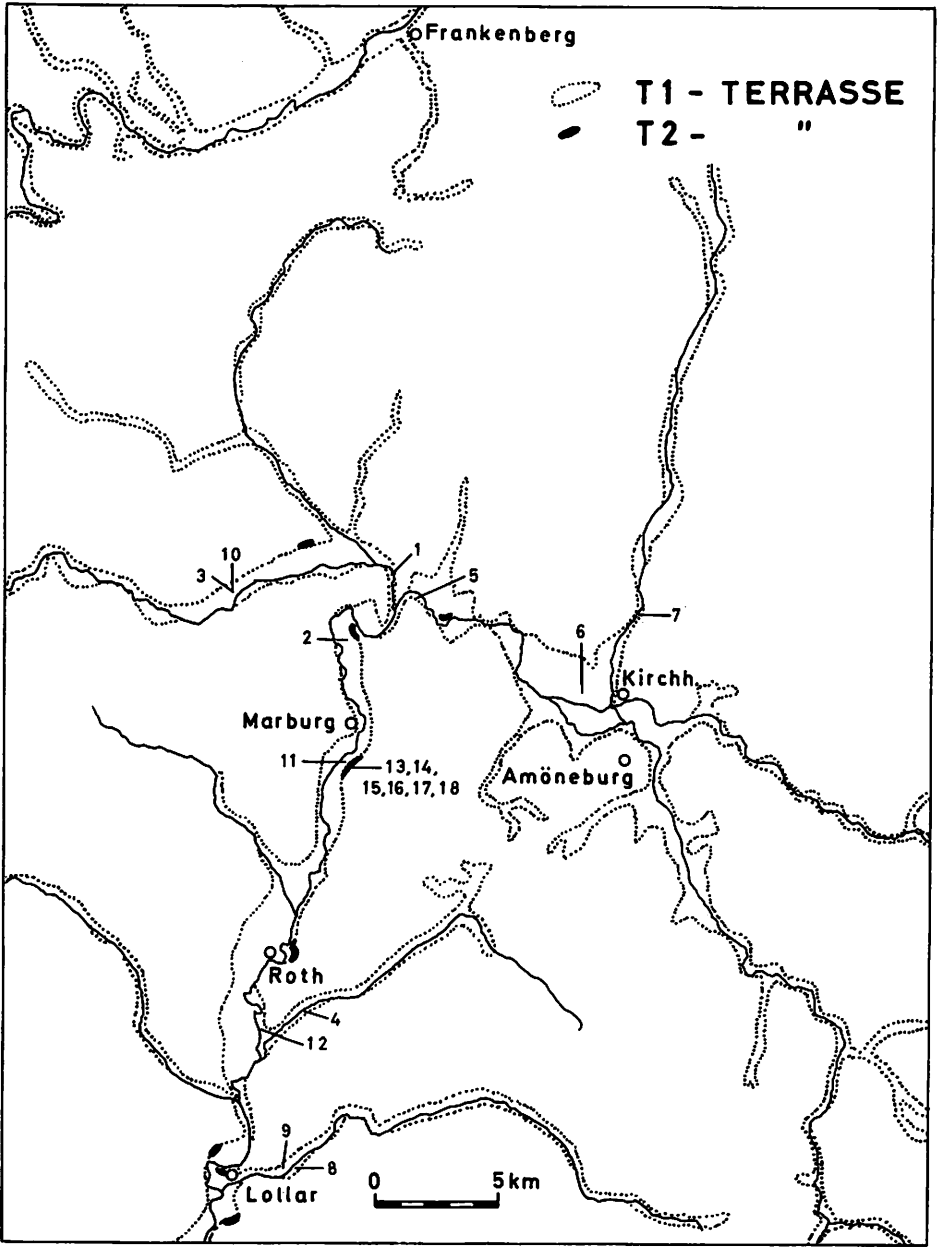 Frankenberg
T1 - TERRASSE
T2 - "
10
3
1
5
2
6
7
Kirchh.
Marburg
11
13,14,
15,16,17,18
Amöneburg
Roth
4
12
9
8
Lollar
0 5km